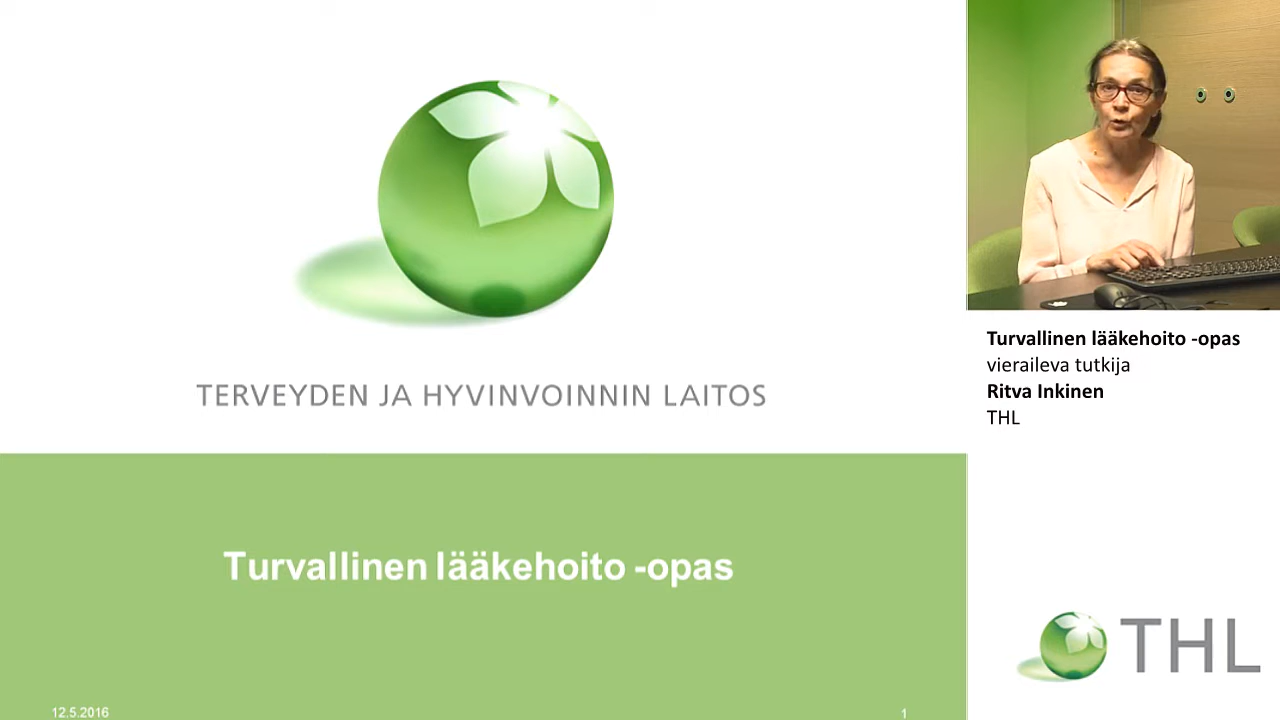 TERVEYDEN JA HYVINVOINNIN LAITOS
Turvallinen lääkehoito -opas
12.5.2016
1
Turvallinen lääkehoito -opas
vieraileva tutkija
Ritva Inkinen
THL
THL